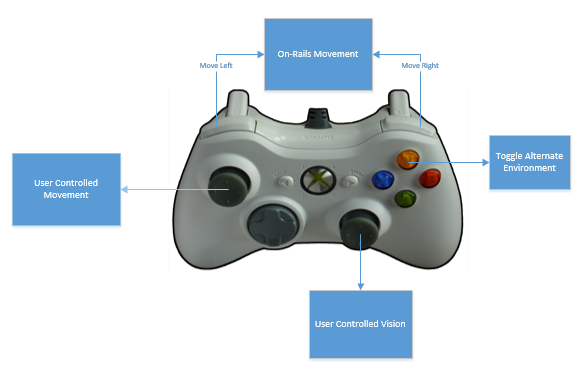 On-Rails Movement
Move Left
Move Right
Toggle Alternate
Environment
User Controlled
Movement
User Controlled Vision